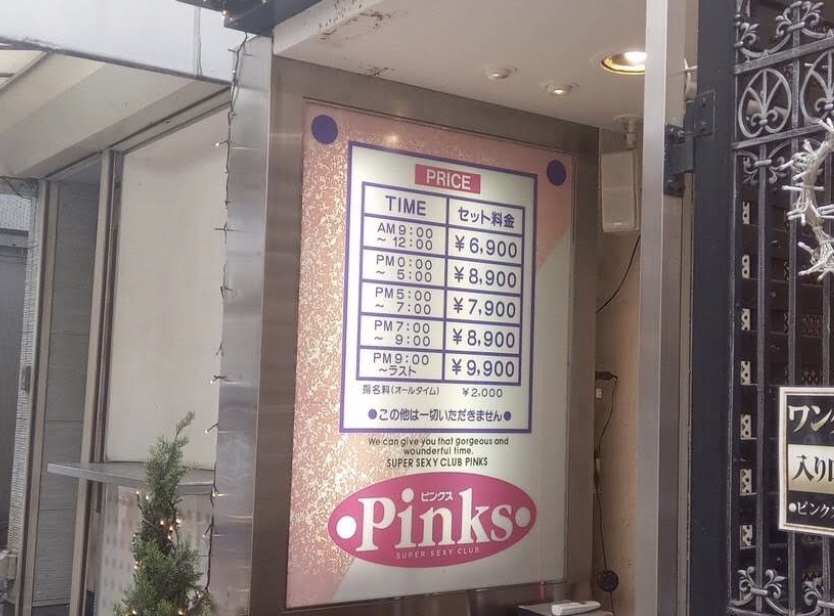 PRICE
TIME セット料金
AM9:00 ～12:00 ¥6,900
PM0:00 ～5:00 ¥8,900
PM5:00 ～7:00 ¥7,900
PM7:00 ～9:00 ¥8,900
PM9:00 ～ラスト ¥9,900
指名料(オールタイム) ¥2,000
●この他は一切いただきません●
We can give you that gorgeous and
wounderful time.
SUPER SEXY CLUB PINKS
ピンクス
•Pinks•
SUPER SEXY CLUB
ワン
入り
●ピンク